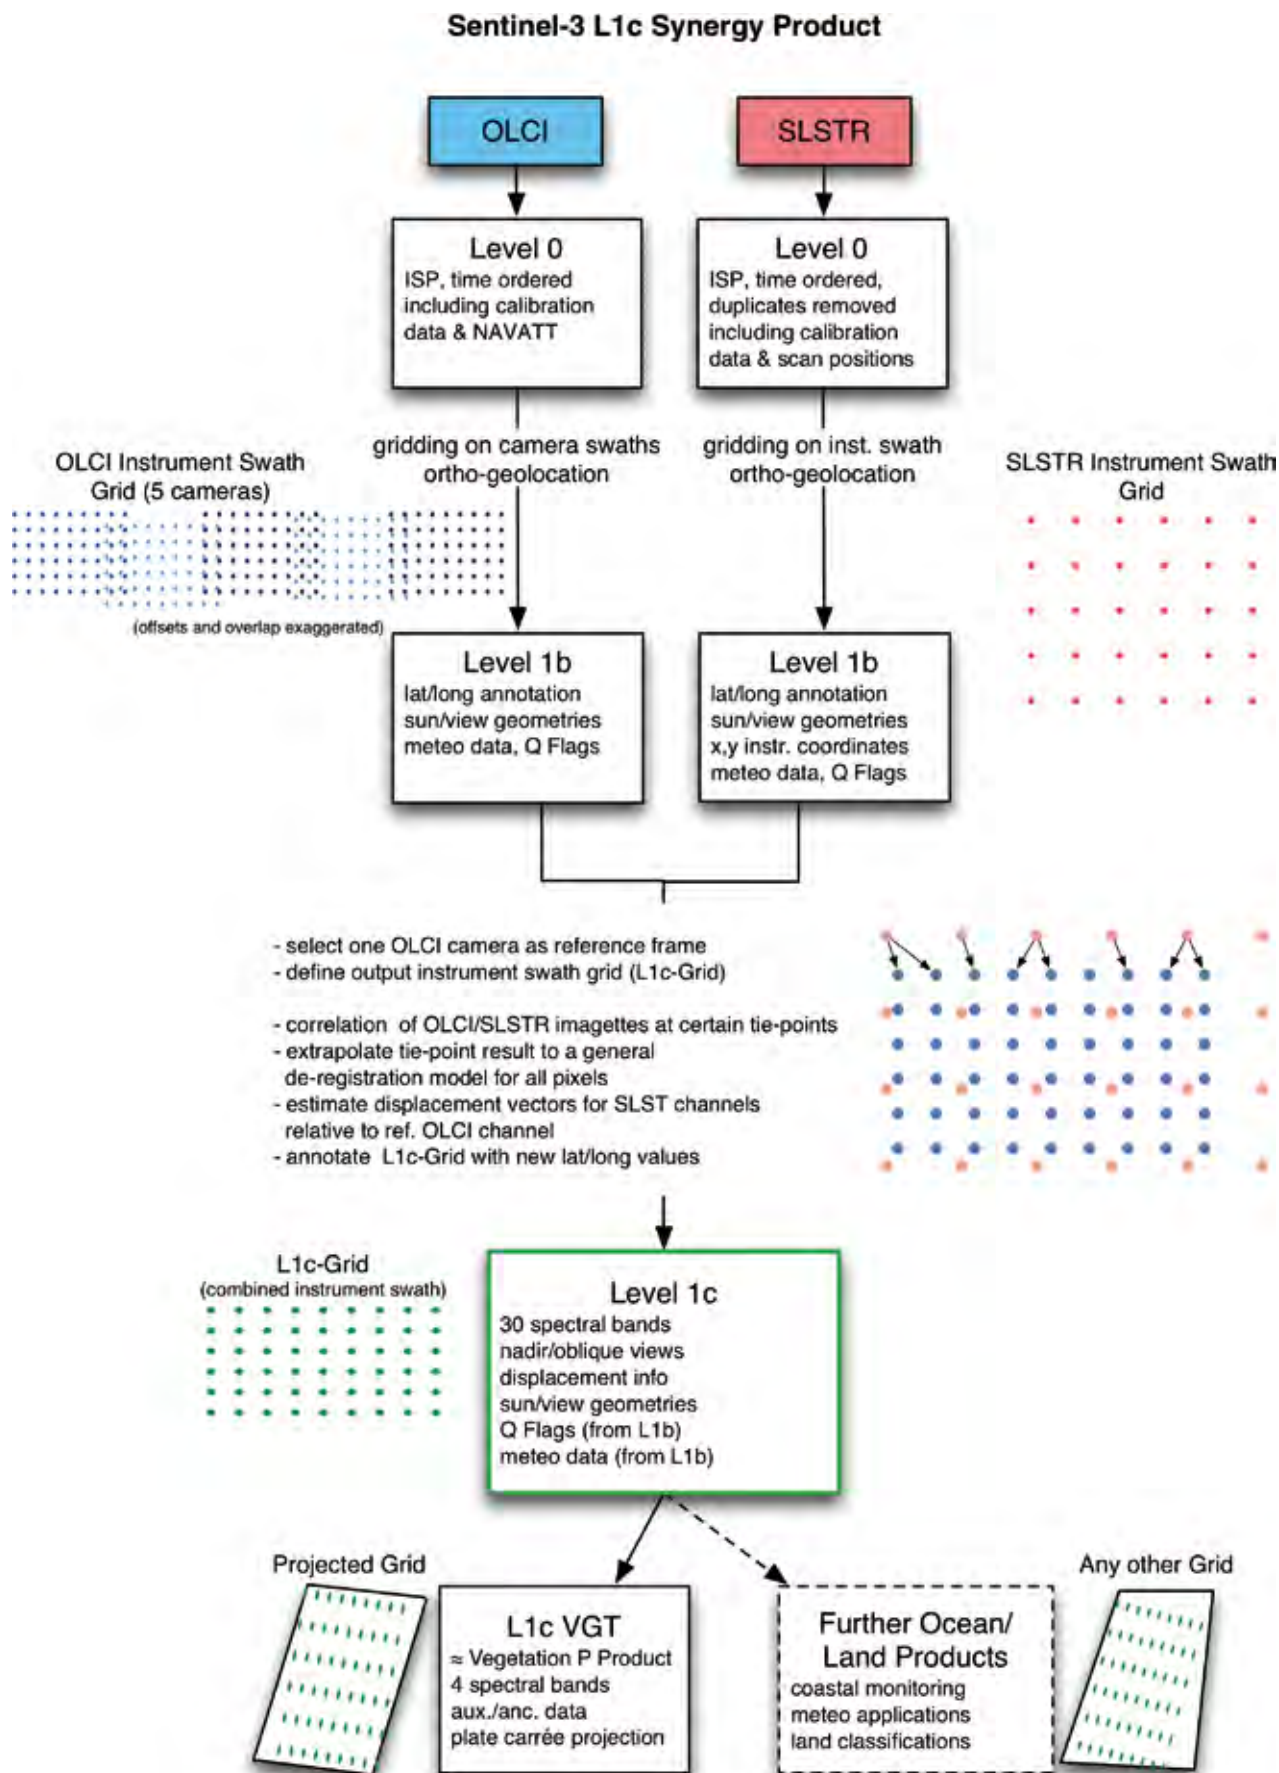 Sentinel-3 L1c Synergy Product
OLCI
SLSTR
Level 0
ISP, time ordered
including calibration
data & NAVATT
Level 0
ISP, time ordered,
duplicates removed
including calibration
data & scan positions
gridding on camera swaths
ortho-geolocation
gridding on inst. swath
ortho-geolocation
OLCI Instrument Swath
Grid (5 cameras)
(offsets and overlap exaggerated)
SLSTR Instrument Swath
Grid
Level 1b
lat/long annotation
sun/view geometries
meteo data, Q Flags
Level 1b
lat/long annotation
sun/view geometries
x,y instr. coordinates
meteo data, Q Flags
- select one OLCI camera as reference frame
- define output instrument swath grid (L1c-Grid)
- correlation of OLCI/SLSTR imagettes at certain tie-points
- extrapolate tie-point result to a general
de-registration model for all pixels
- estimate displacement vectors for SLST channels
relative to ref. OLCI channel
- annotate L1c-Grid with new lat/long values
L1c-Grid
(combined instrument swath)
Level 1c
30 spectral bands
nadir/oblique views
displacement info
sun/view geometries
Q Flags (from L1b)
meteo data (from L1b)
Projected Grid
L1c VGT
≈ Vegetation P Product
4 spectral bands
aux./anc. data
plate carrée projection
Further Ocean/
Land Products
coastal monitoring
meteo applications
land classifications
Any other Grid